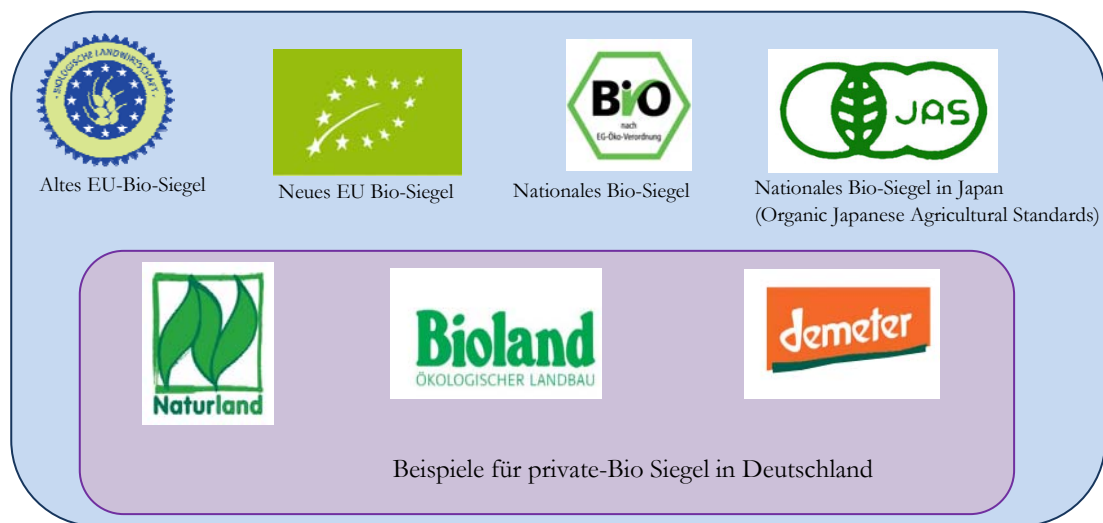 BIOLOGISCHE LANDWIRTSCHAFT
Altes EU-Bio-Siegel
Neues EU Bio-Siegel
Bio
nach
EG-Öko-Verordnung
Nationales Bio-Siegel
JAS
Nationales Bio-Siegel in Japan
(Organic Japanese Agricultural Standards)
Naturland
Bioland
ÖKOLOGISCHER LANDBAU
demeter
Beispiele für private-Bio Siegel in Deutschland